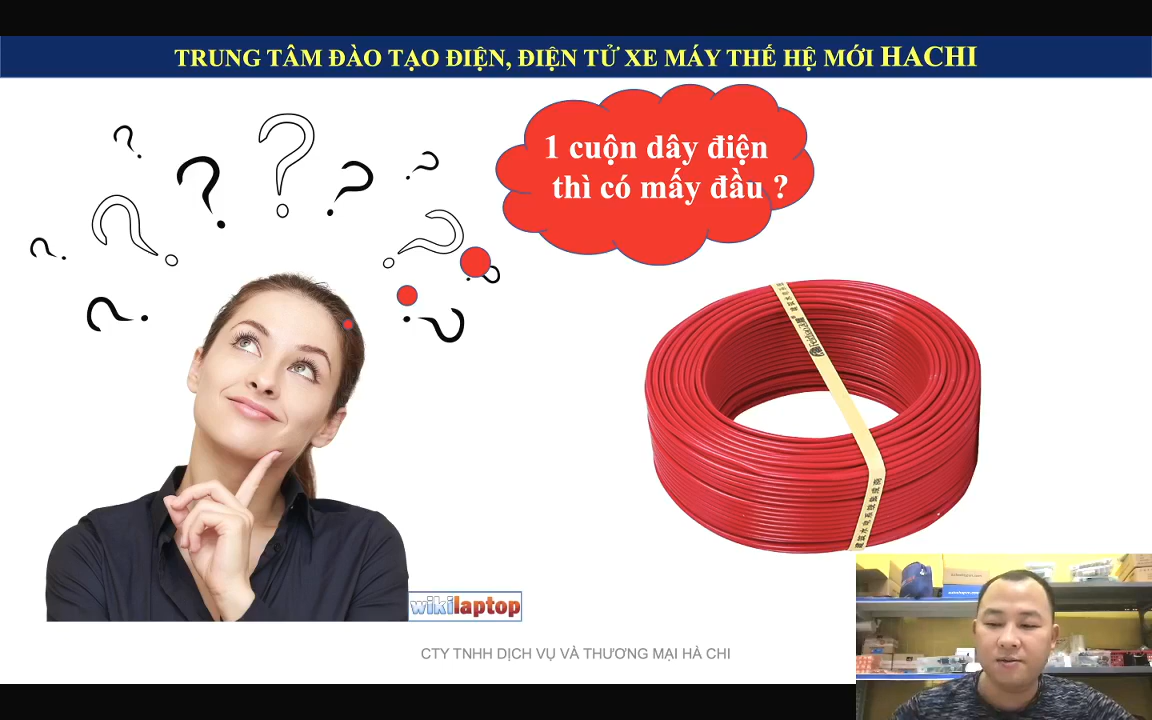 TRUNG TÂM ĐÀO TẠO ĐIỆN, ĐIỆN TỬ XE MÁY THẾ HỆ MỚI HACHI
1 cuộn dây điện
thì có mấy đầu ?
wikilaptop
CTY TNHH DỊCH VỤ VÀ THƯƠNG MẠI HÀ CHI